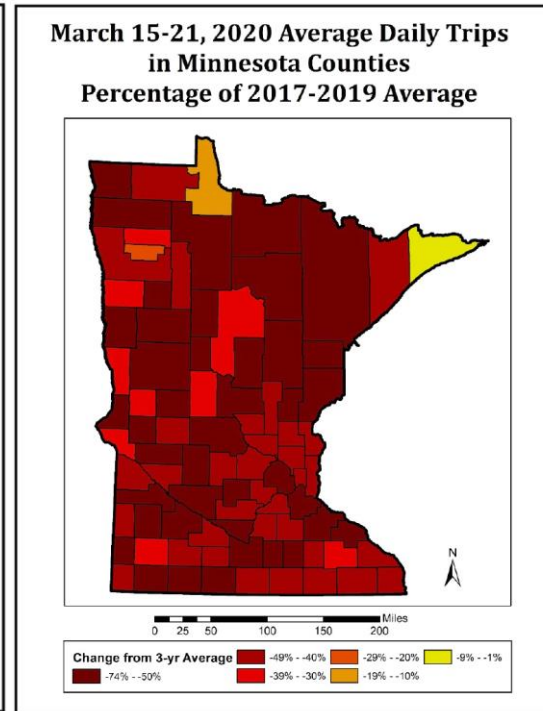 March 15-21, 2020 Average Daily Trips
in Minnesota Counties
Percentage of 2017-2019 Average
N
Miles
0 25 50 100 150 200
Change from 3-yr Average
-74% - -50%
-49% - -40%
-39% - -30%
-29% - -20%
-19% - -10%
-9% - -1%